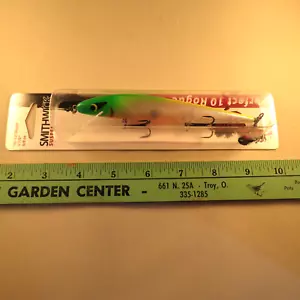 SMITHWICK
Perfect 10 Rogue
1 2 3 4 5 6 7 8 9 10
GARDEN CENTER - 661 N. 25A - Troy, O.
335-1285